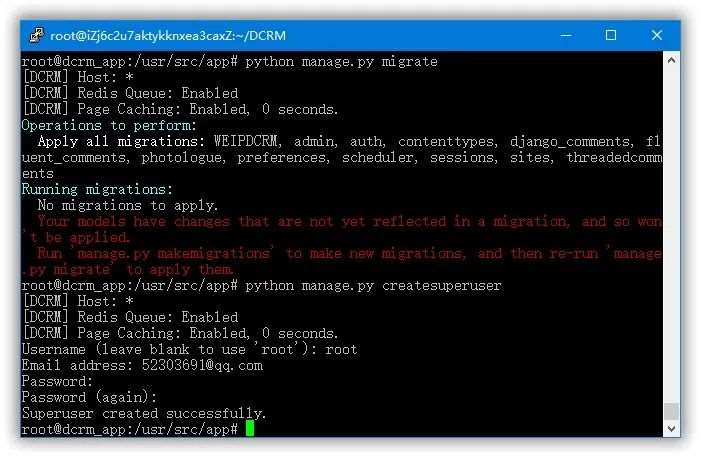 root@iZj6c2u7aktykknxea3caxZ:~/DCRM
root@dcrm_app:/usr/src/app# python manage.py migrate
[DCRM] Host: *
[DCRM] Redis Queue: Enabled
[DCRM] Page Caching: Enabled, 0 seconds.
Operations to perform:
  Apply all migrations: WEIPDCRM, admin, auth, contenttypes, django_comments, fl
uent_comments, photologue, preferences, scheduler, sessions, sites, threadedcomm
ents
Running migrations:
  No migrations to apply.
  Your models have changes that are not yet reflected in a migration, and so won
't be applied.
  Run 'manage.py makemigrations' to make new migrations, and then re-run 'manage
.py migrate' to apply them.
root@dcrm_app:/usr/src/app# python manage.py createsuperuser
[DCRM] Host: *
[DCRM] Redis Queue: Enabled
[DCRM] Page Caching: Enabled, 0 seconds.
Username (leave blank to use 'root'): root
Email address: 52303691@qq.com
Password:
Password (again):
Superuser created successfully.
root@dcrm_app:/usr/src/app#